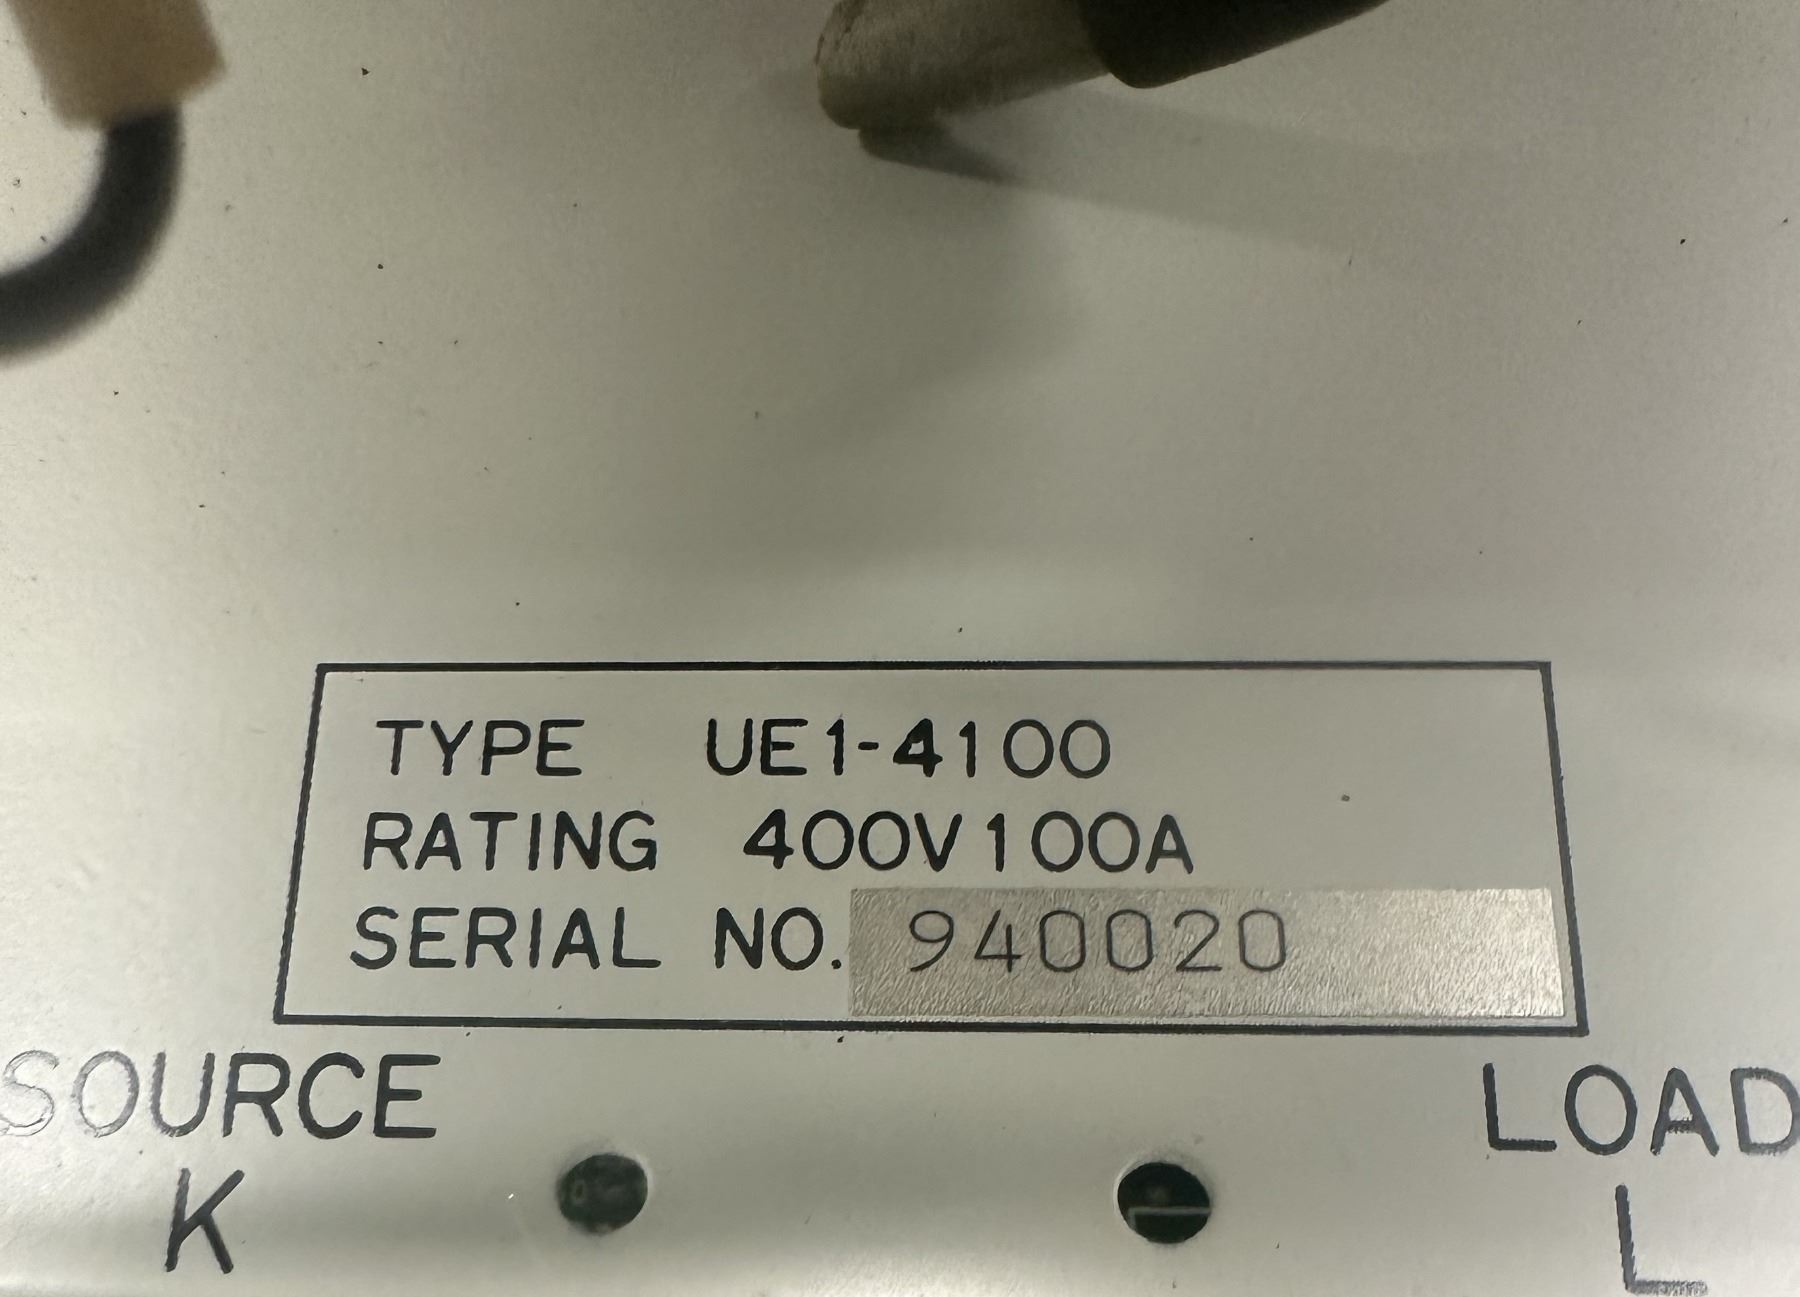 TYPE UE1-4100
RATING 400V100A
SERIAL NO. 940020
SOURCE LOAD
K L